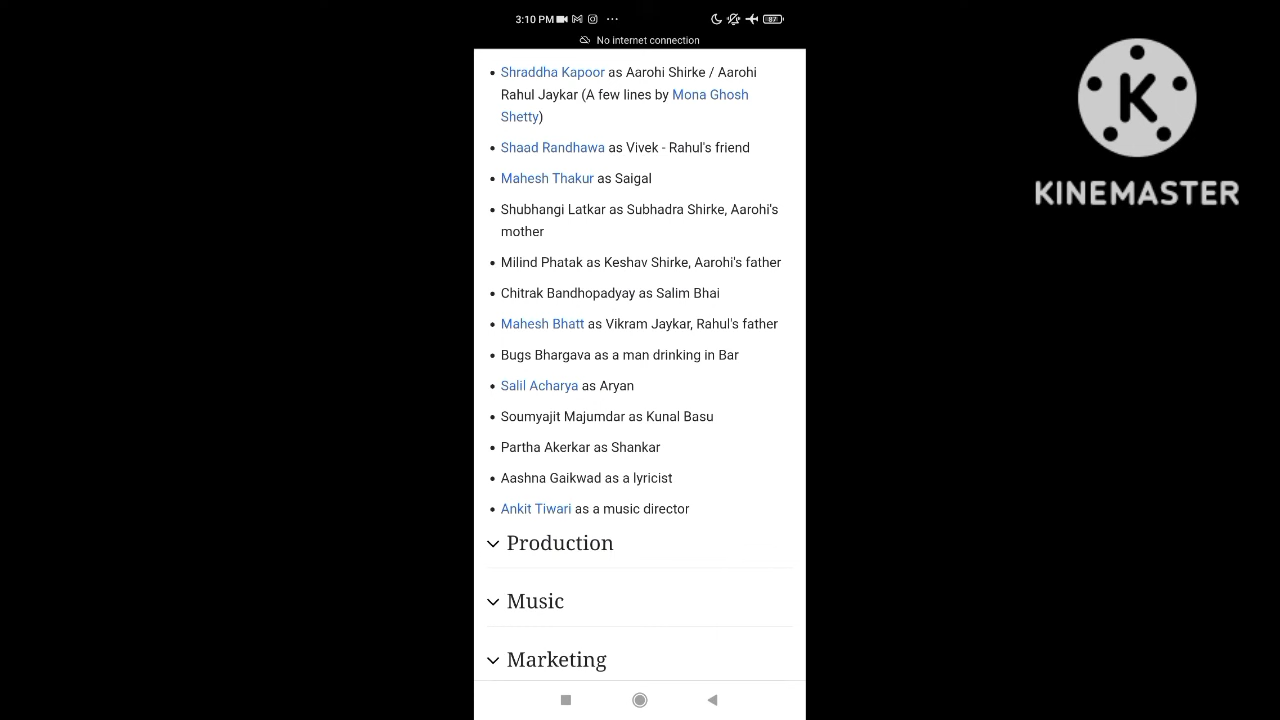 3:10 PM
87
No internet connection
Shraddha Kapoor as Aarohi Shirke / Aarohi
Rahul Jaykar (A few lines by Mona Ghosh
Shetty)
Shaad Randhawa as Vivek - Rahul's friend
Mahesh Thakur as Saigal
Shubhangi Latkar as Subhadra Shirke, Aarohi's
mother
Milind Phatak as Keshav Shirke, Aarohi's father
Chitrak Bandhopadyay as Salim Bhai
Mahesh Bhatt as Vikram Jaykar, Rahul's father
Bugs Bhargava as a man drinking in Bar
Salil Acharya as Aryan
Soumyajit Majumdar as Kunal Basu
Partha Akerkar as Shankar
Aashna Gaikwad as a lyricist
Ankit Tiwari as a music director
Production
Music
Marketing
K
KINEMASTER